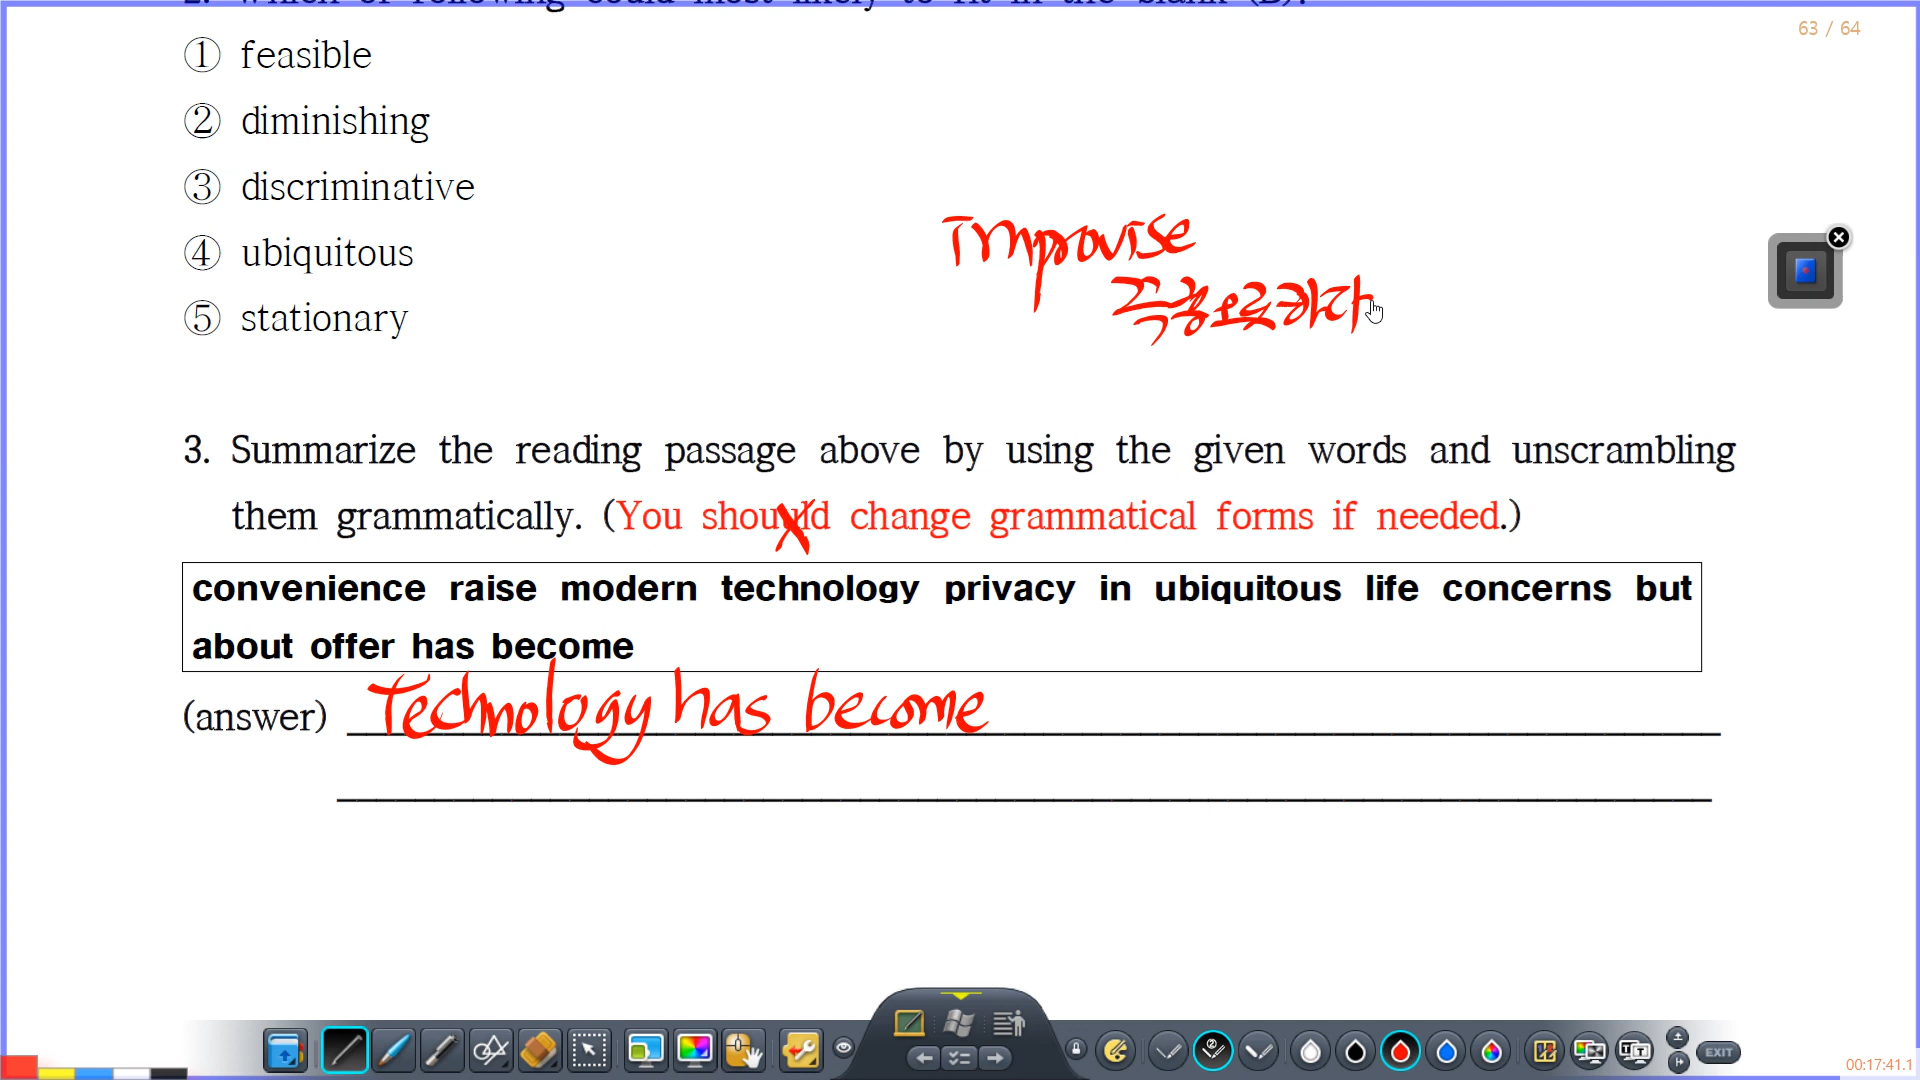 63 / 64
① feasible
② diminishing
③ discriminative
④ ubiquitous
⑤ stationary
improvise
즉흥으로하다
3. Summarize the reading passage above by using the given words and unscrambling
them grammatically. (You should change grammatical forms if needed.)
convenience raise modern technology privacy in ubiquitous life concerns but
about offer has become
(answer) Technology has become
EXIT
00:17:41.1